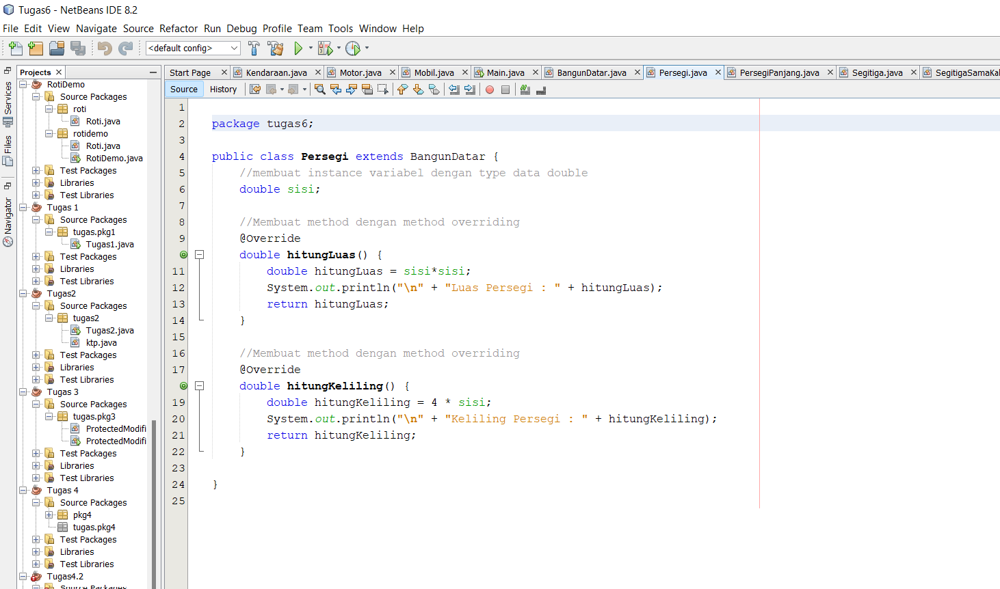 Tugas6 - NetBeans IDE 8.2
File Edit View Navigate Source Refactor Run Debug Profile Team Tools Window Help
<default config>
Services
Files
Navigator
Projects
RotiDemo
Source Packages
roti
Roti.java
rotidemo
Roti.java
RotiDemo.java
Test Packages
Libraries
Test Libraries
Tugas 1
Source Packages
tugas.pkg1
Tugas1.java
Test Packages
Libraries
Test Libraries
Tugas2
Source Packages
tugas2
Tugas2.java
ktp.java
Test Packages
Libraries
Test Libraries
Tugas 3
Source Packages
tugas.pkg3
ProtectedModifi
ProtectedModifi
Test Packages
Libraries
Test Libraries
Tugas 4
Source Packages
pkg4
tugas.pkg4
Test Packages
Libraries
Test Libraries
Tugas4.2
Source Packages
Start Page Kendaraan.java Motor.java Mobil.java Main.java BangunDatar.java Persegi.java PersegiPanjang.java Segitiga.java SegitigaSamaKa
Source History
1
2 package tugas6;
3
4 public class Persegi extends BangunDatar {
5 //membuat instance variabel dengan type data double
6 double sisi;
7
8 //Membuat method dengan method overriding
9 @Override
double hitungLuas() {
11 double hitungLuas = sisi*sisi;
12 System.out.println("\n" + "Luas Persegi : " + hitungLuas);
13 return hitungLuas;
14 }
15
16 //Membuat method dengan method overriding
17 @Override
double hitungKeliling() {
19 double hitungKeliling = 4 * sisi;
20 System.out.println("\n" + "Keliling Persegi : " + hitungKeliling);
21 return hitungKeliling;
22 }
23
24 }
25